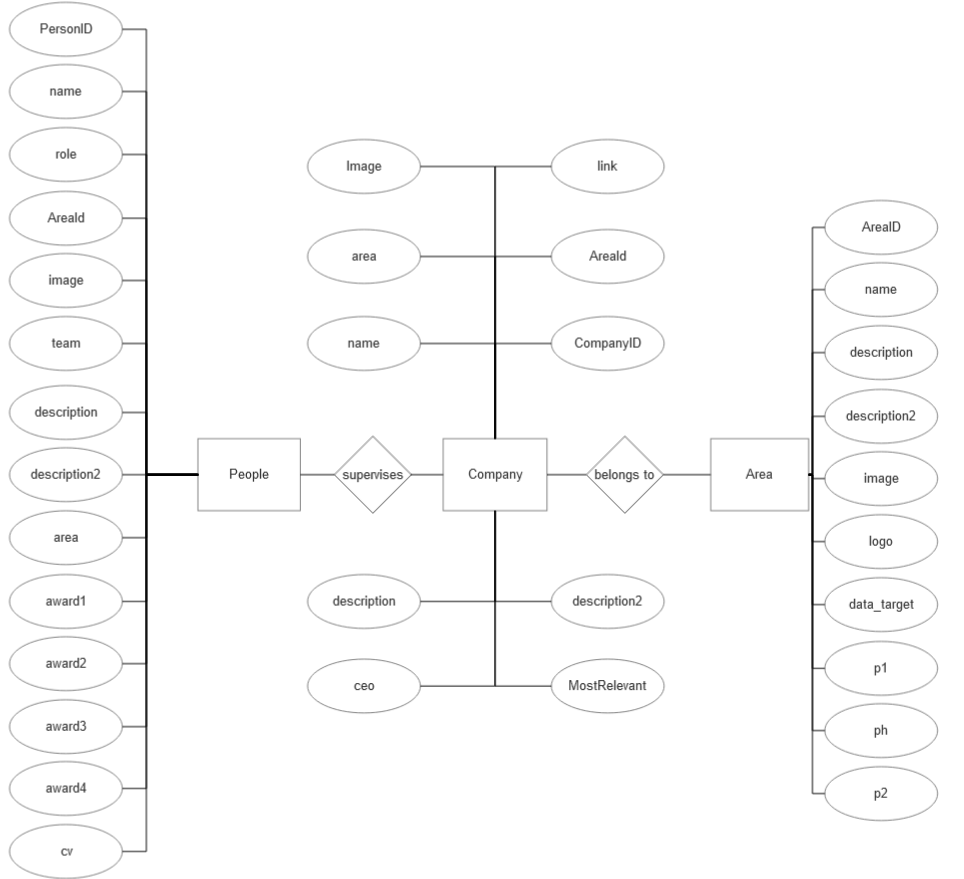 PersonID
name
role
AreaId
image
team
description
description2
area
award1
award2
award3
award4
cv
People
supervises
Image
link
area
AreaId
name
CompanyID
Company
description
description2
ceo
MostRelevant
belongs to
Area
AreaID
name
description
description2
image
logo
data_target
p1
ph
p2